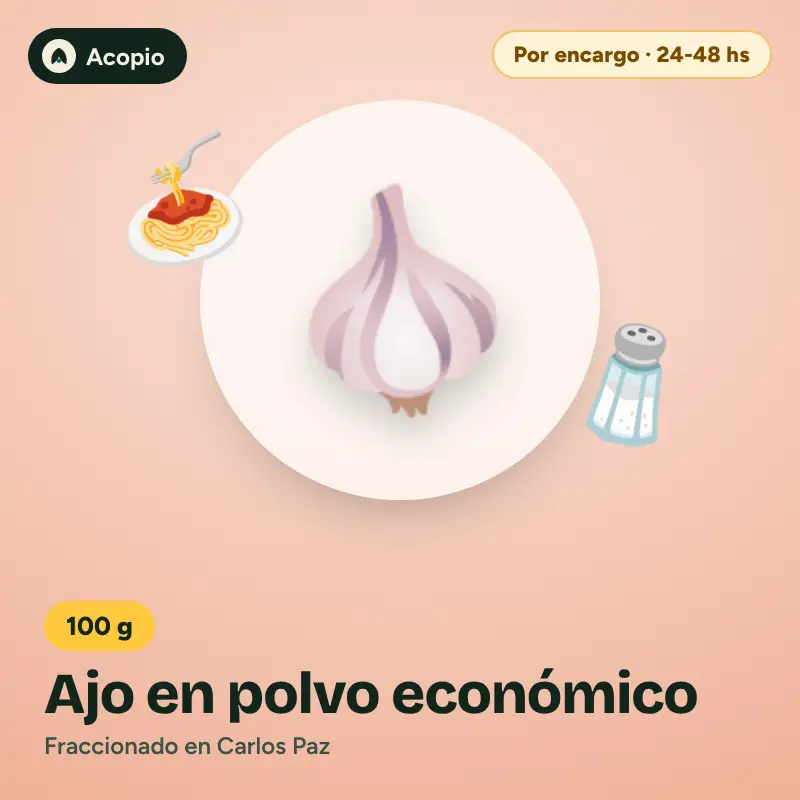 Acopio
Por encargo · 24-48 hs
100 g
Ajo en polvo económico
Fraccionado en Carlos Paz